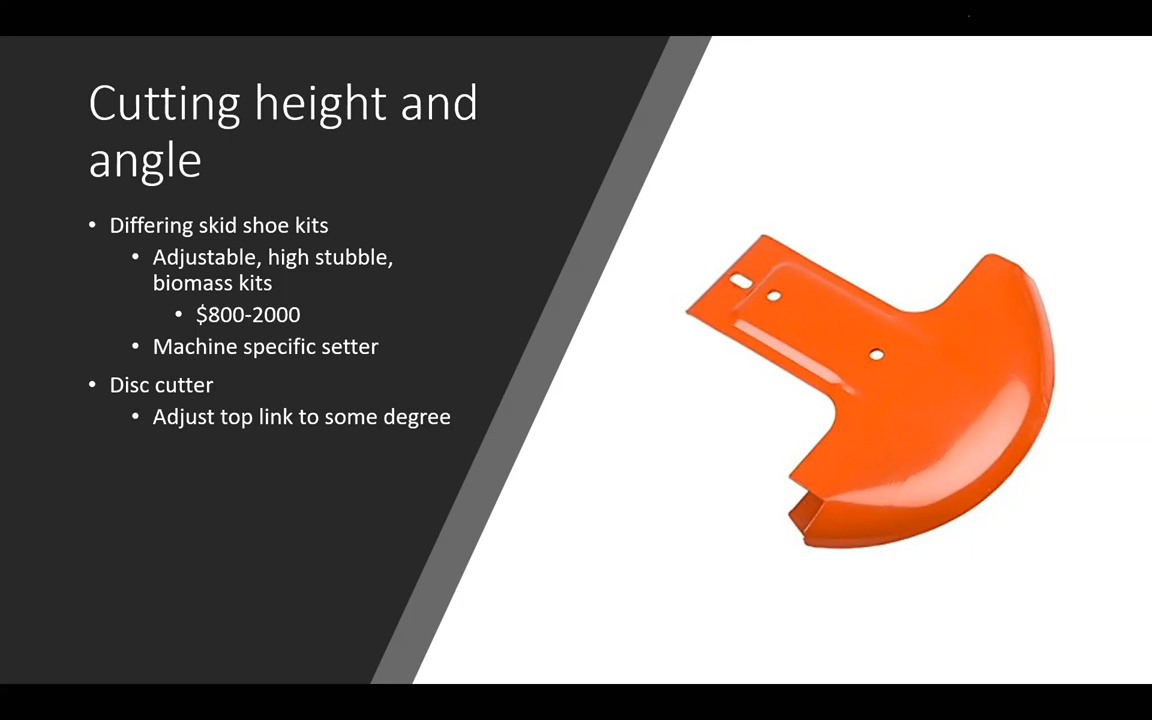 Cutting height and
angle
• Differing skid shoe kits
• Adjustable, high stubble,
biomass kits
• $800-2000
• Machine specific setter
• Disc cutter
• Adjust top link to some degree